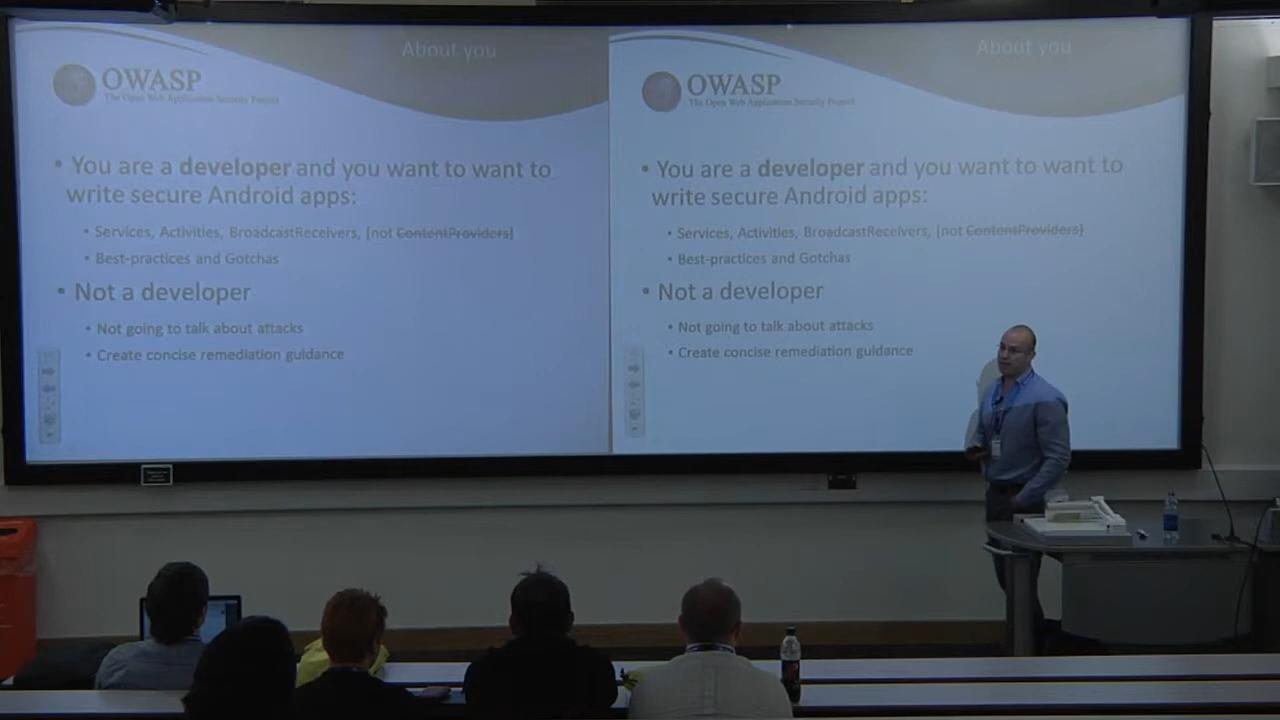 About you
OWASP
The Open Web Application Security Project
• You are a developer and you want to want to
write secure Android apps:
• Services, Activities, BroadcastReceivers, [not ContentProviders]
• Best-practices and Gotchas
• Not a developer
• Not going to talk about attacks
• Create concise remediation guidance
About you
OWASP
The Open Web Application Security Project
• You are a developer and you want to want to
write secure Android apps:
• Services, Activities, BroadcastReceivers, [not ContentProviders]
• Best-practices and Gotchas
• Not a developer
• Not going to talk about attacks
• Create concise remediation guidance